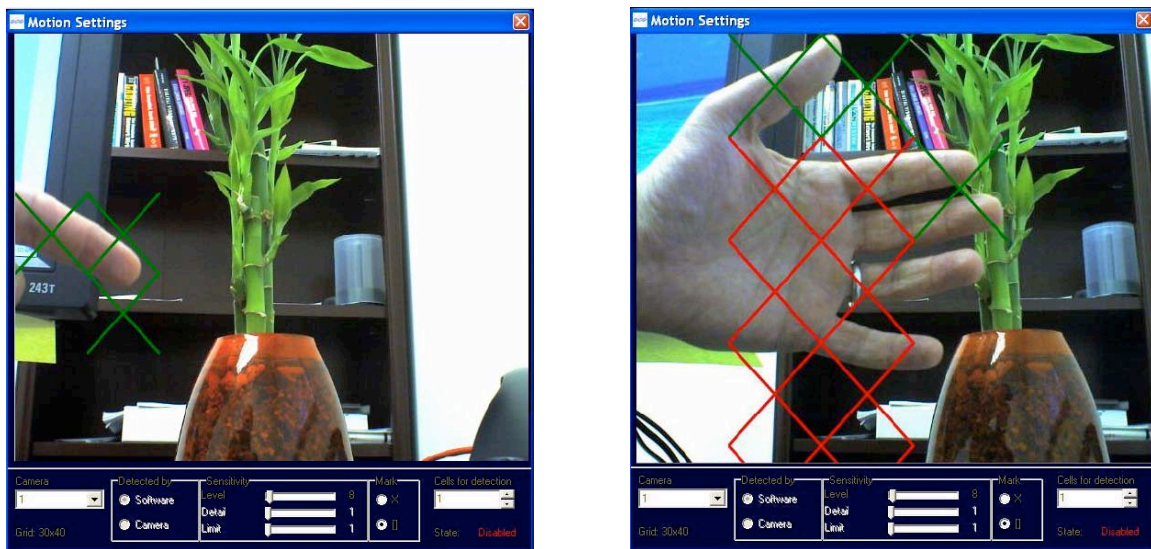 Motion Settings
243T
Camera
1
Grid: 30x40
Detected by
Software
Camera
Sensitivity
Level 8
Detail 1
Limit 1
Mark
X
[]
Cells for detection
1
State: Disabled
Motion Settings
Camera
1
Grid: 30x40
Detected by
Software
Camera
Sensitivity
Level 8
Detail 1
Limit 1
Mark
X
[]
Cells for detection
1
State: Disabled